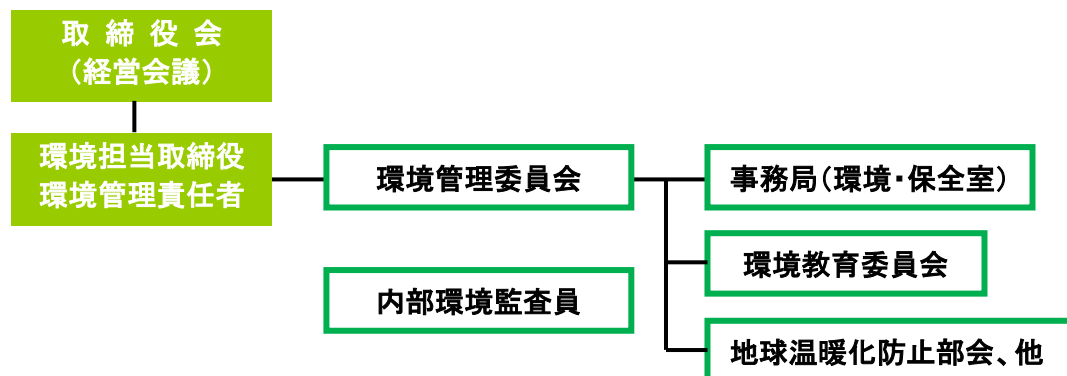 取締役会
（経営会議）
環境担当取締役
環境管理責任者
環境管理委員会
事務局（環境・保全室）
環境教育委員会
内部環境監査員
地球温暖化防止部会、他